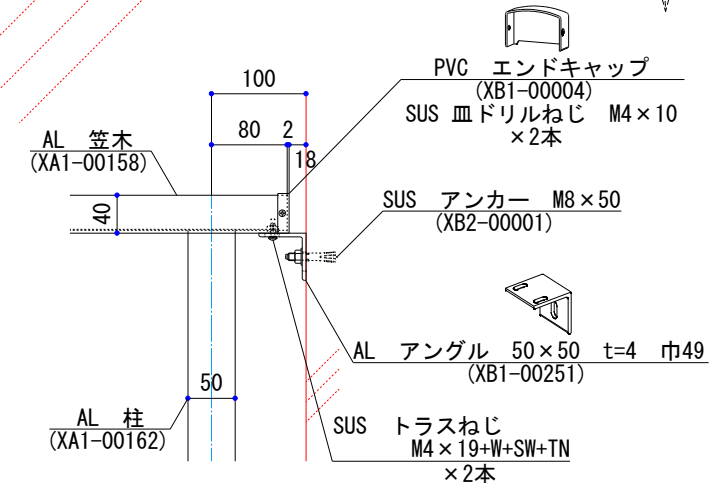 PVC エンドキャップ
(XB1-00004)
SUS 皿ドリルねじ M4×10
×2本
100
80
2
18
AL 笠木
(XA1-00158)
40
SUS アンカー M8×50
(XB2-00001)
AL アングル 50×50 t=4 巾49
(XB1-00251)
50
AL 柱
(XA1-00162)
SUS トラスねじ
M4×19+W+SW+TN
×2本